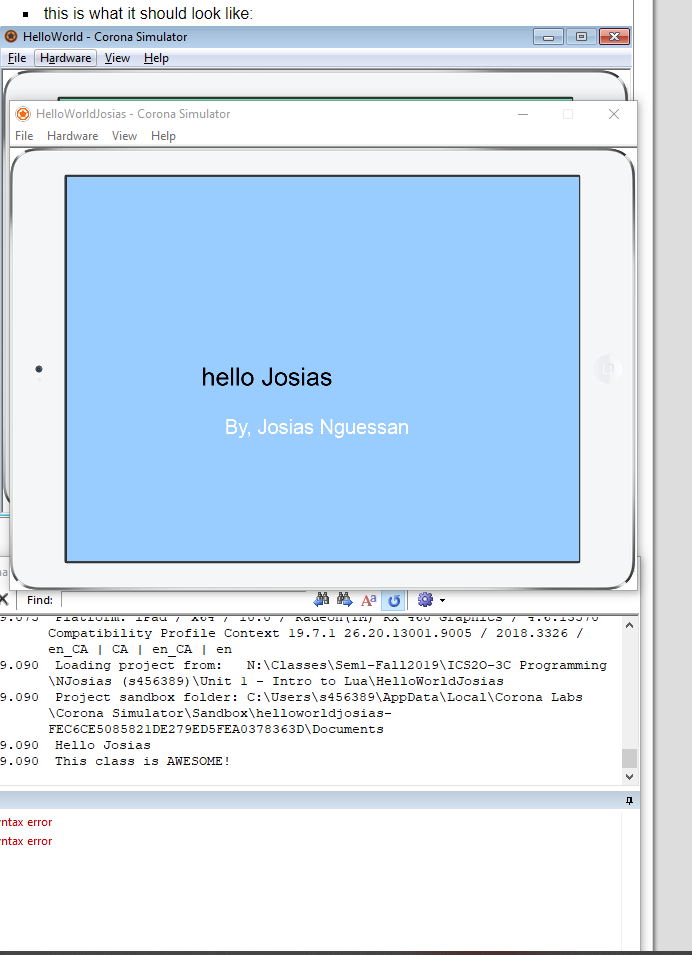 this is what it should look like:
HelloWorld - Corona Simulator
File Hardware View Help
HelloWorldJosias - Corona Simulator
File Hardware View Help
hello Josias
By, Josias Nguessan
Find:
Aa
9.075 Platform: iPad / x64 / 10.0 / Radeon(TM) RX 460 Graphics / 4.6.13570
Compatibility Profile Context 19.7.1 26.20.13001.9005 / 2018.3326 /
en_CA | CA | en_CA | en
9.090 Loading project from: N:\Classes\Sem1-Fall2019\ICS2O-3C Programming
\NJosias (s456389)\Unit 1 - Intro to Lua\HelloWorldJosias
9.090 Project sandbox folder: C:\Users\s456389\AppData\Local\Corona Labs
\Corona Simulator\Sandbox\helloworldjosias-
FEC6CE5085821DE279ED5FEA0378363D\Documents
9.090 Hello Josias
9.090 This class is AWESOME!
ntax error
ntax error